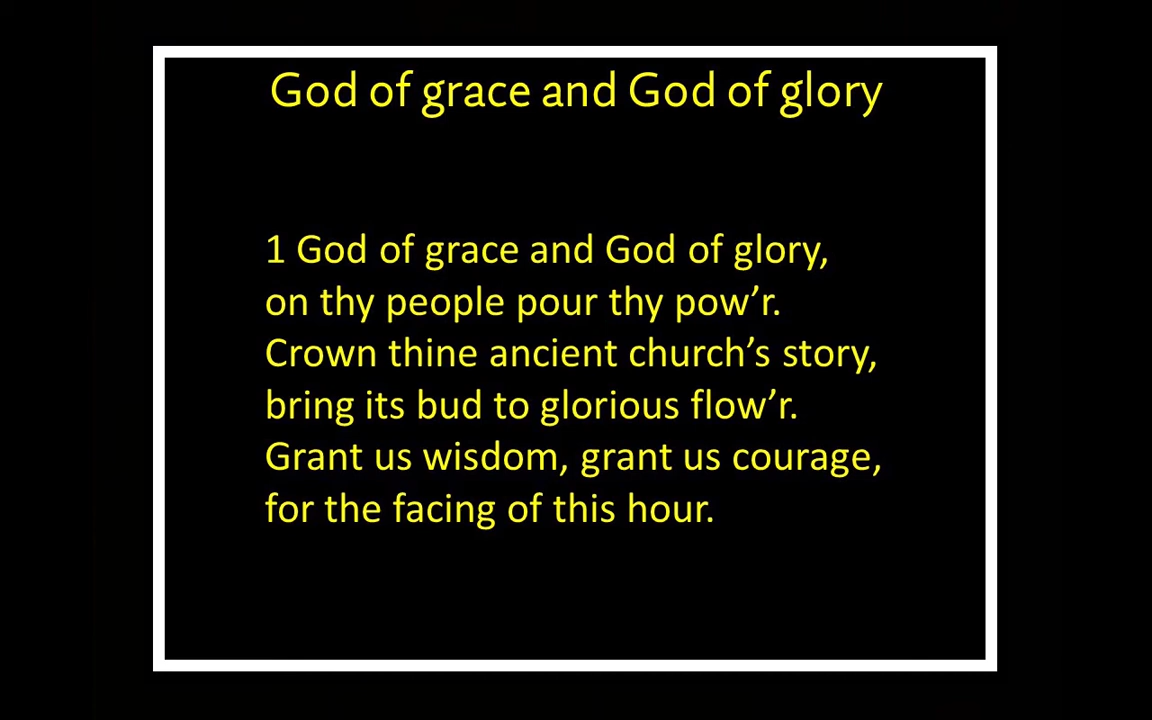 God of grace and God of glory
1 God of grace and God of glory,
on thy people pour thy pow’r.
Crown thine ancient church’s story,
bring its bud to glorious flow’r.
Grant us wisdom, grant us courage,
for the facing of this hour.